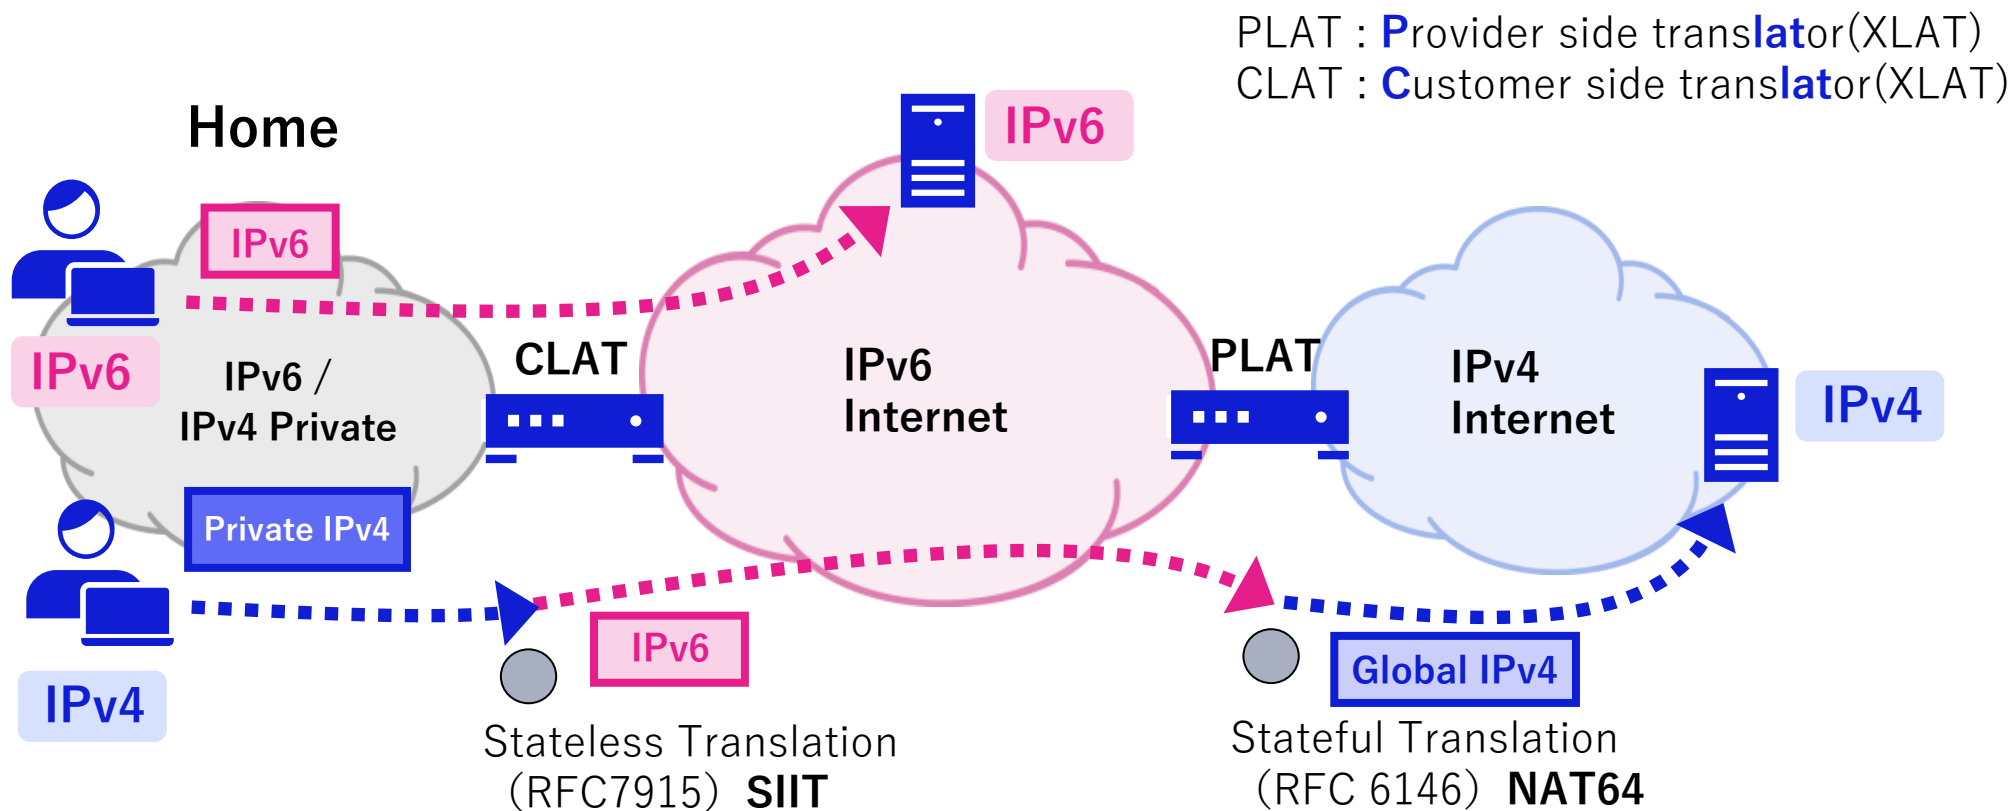 PLAT : Provider side translator(XLAT)
CLAT : Customer side translator(XLAT)
Home
IPv6
IPv6
IPv6
IPv6 /
IPv4 Private
CLAT
IPv6
Internet
PLAT
IPv4
Internet
IPv4
Private IPv4
IPv6
Global IPv4
IPv4
Stateless Translation
(RFC7915) SIIT
Stateful Translation
(RFC 6146) NAT64